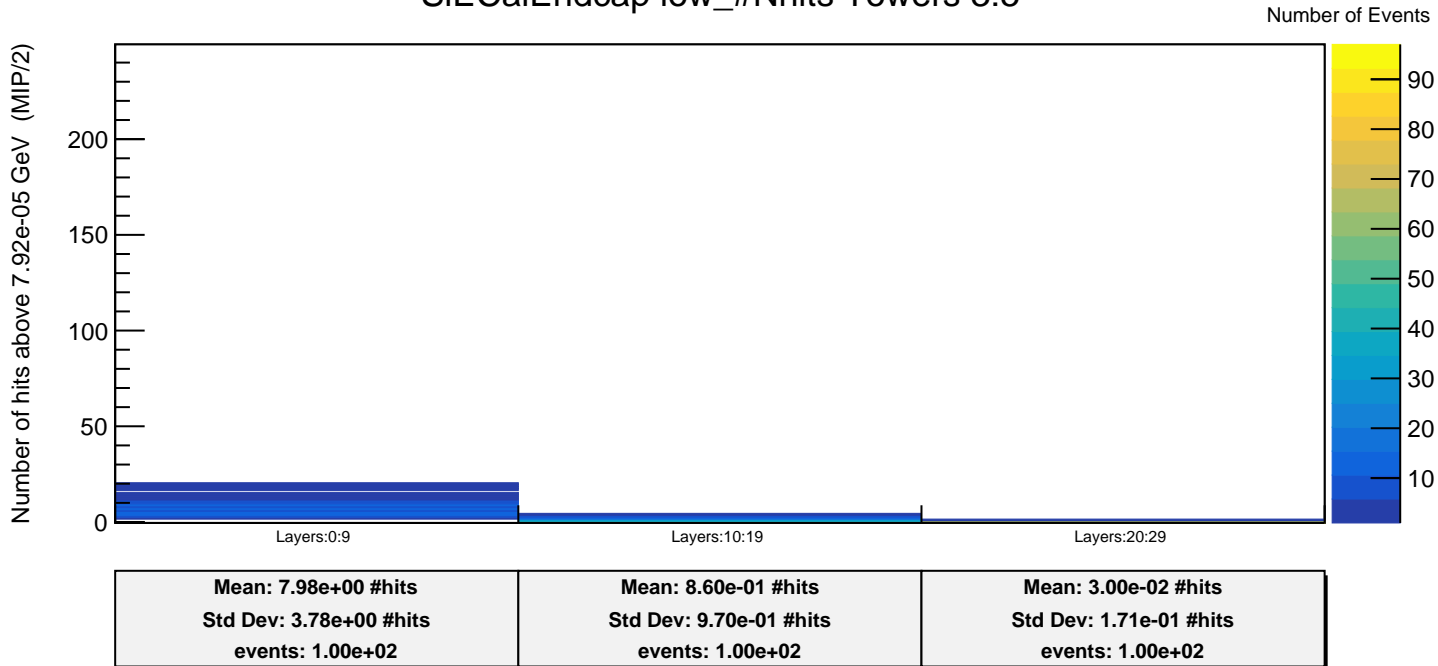 SiECalEndcap low_#Nhits Towers
Number of Events
Number of hits above 7.92e-05 GeV (MIP/2)
200
150
100
50
0
90
80
70
60
50
40
30
20
10
Layers:0:9
Layers:10:19
Layers:20:29
Mean: 7.98e+00 #hits
Std Dev: 3.78e+00 #hits
events: 1.00e+02
Mean: 8.60e-01 #hits
Std Dev: 9.70e-01 #hits
events: 1.00e+02
Mean: 3.00e-02 #hits
Std Dev: 1.71e-01 #hits
events: 1.00e+02